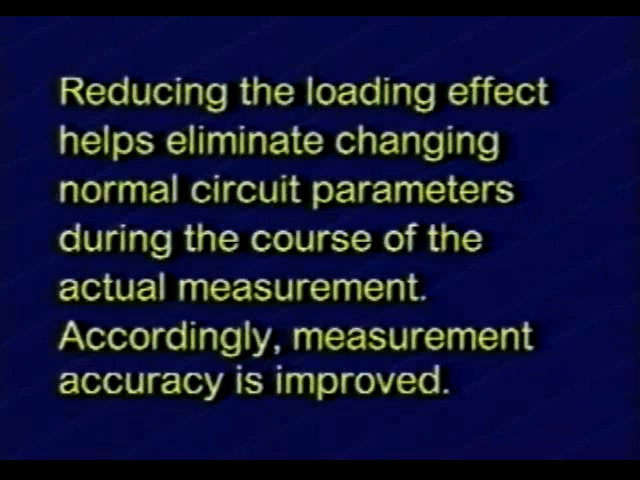 Reducing the loading effect
helps eliminate changing
normal circuit parameters
during the course of the
actual measurement.
Accordingly, measurement
accuracy is improved.